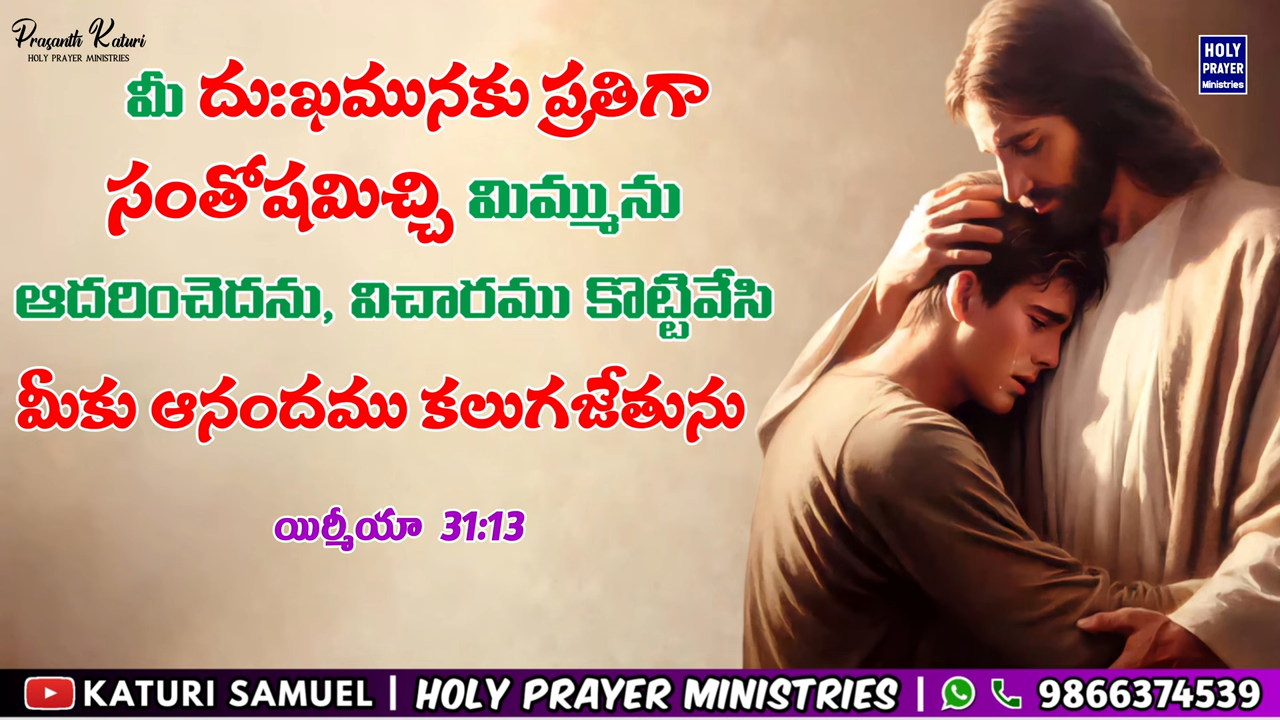 Prasanth Katuri
HOLY PRAYER MINISTRIES
HOLY
PRAYER
Ministries
మీ దుఃఖమునకు ప్రతిగా
సంతోషమిచ్చి మిమ్మును
ఆదరించెదను, విచారము కొట్టివేసి
మీకు ఆనందము కలుగజేతును
యిర్మీయా 31:13
KATURI SAMUEL | HOLY PRAYER MINISTRIES | 9866374539